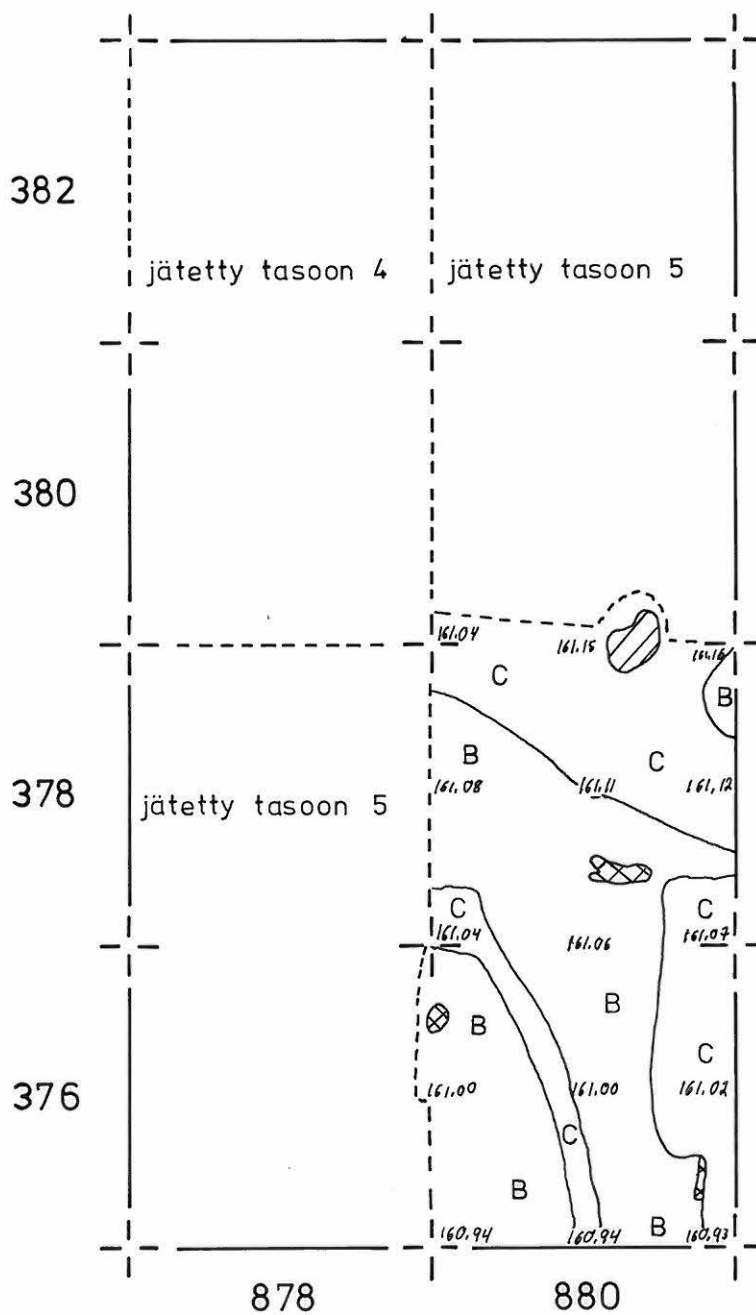 382
jätetty tasoon 4
jätetty tasoon 5
380
161.04
161.15
161.16
C
B
B
C
378
jätetty tasoon 5
161.08
161.11
161.12
C
C
161.04
161.06
161.07
B
B
C
376
161.00
161.00
161.02
C
B
B
160.94
160.94
160.93
878
880